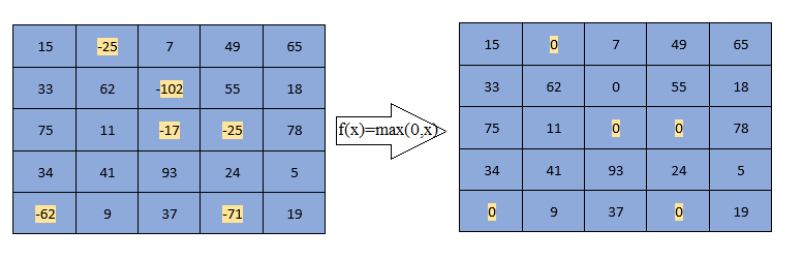 15 -25 7 49 65
33 62 -102 55 18
75 11 -17 -25 78
34 41 93 24 5
-62 9 37 -71 19
f(x)=max(0,x)
15 0 7 49 65
33 62 0 55 18
75 11 0 0 78
34 41 93 24 5
0 9 37 0 19